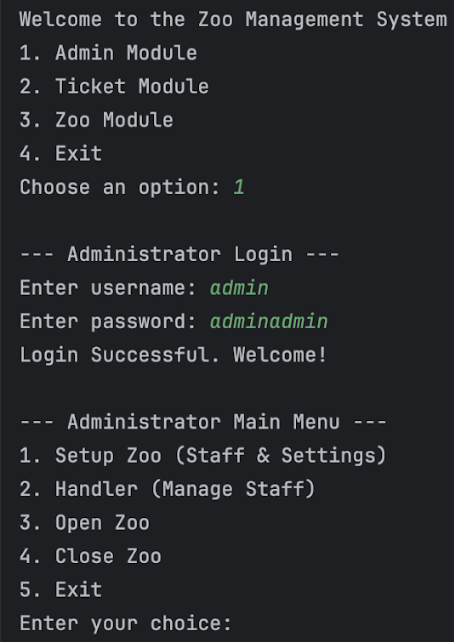 Welcome to the Zoo Management System
1. Admin Module
2. Ticket Module
3. Zoo Module
4. Exit
Choose an option: 1
--- Administrator Login ---
Enter username: admin
Enter password: adminadmin
Login Successful. Welcome!
--- Administrator Main Menu ---
1. Setup Zoo (Staff & Settings)
2. Handler (Manage Staff)
3. Open Zoo
4. Close Zoo
5. Exit
Enter your choice: